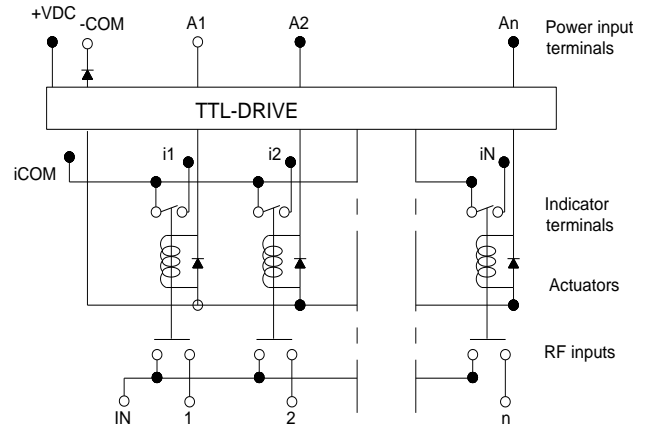 +VDC
-COM
A1
A2
An
Power input
terminals
TTL-DRIVE
iCOM
i1
i2
iN
Indicator
terminals
Actuators
RF inputs
IN
1
2
n